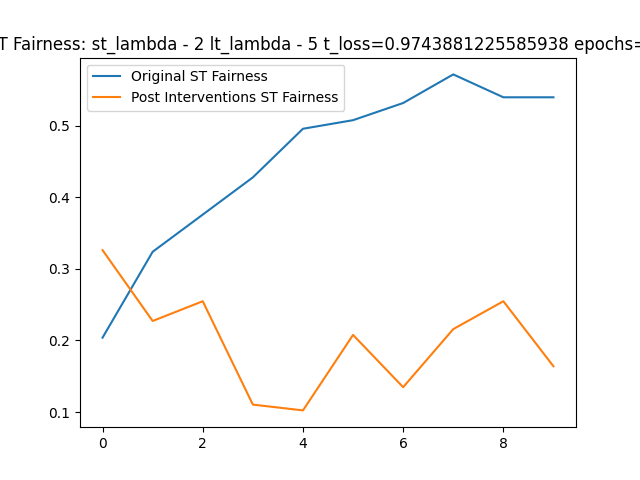 T Fairness: st_lambda - 2 lt_lambda - 5 t_loss=0.9743881225585938 epochs=
Original ST Fairness
Post Interventions ST Fairness
0.5
0.4
0.3
0.2
0.1
0 2 4 6 8